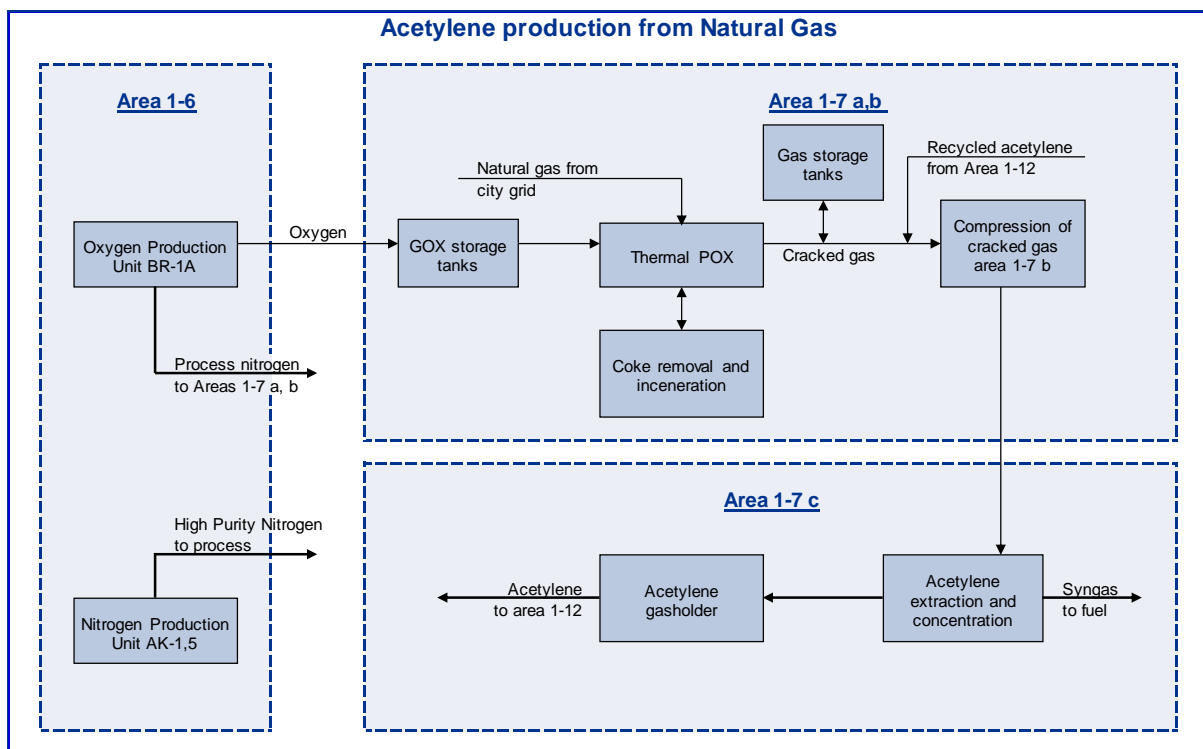 Acetylene production from Natural Gas
Area 1-6
Oxygen Production
Unit BR-1A
Process nitrogen
to Areas 1-7 a, b
High Purity Nitrogen
to process
Nitrogen Production
Unit AK-1,5
Oxygen
Area 1-7 a,b
Natural gas from
city grid
Gas storage
tanks
Recycled acetylene
from Area 1-12
GOX storage
tanks
Thermal POX
Cracked gas
Compression of
cracked gas
area 1-7 b
Coke removal and
inceneration
Area 1-7 c
Acetylene
to area 1-12
Acetylene
gasholder
Acetylene
extraction and
concentration
Syngas
to fuel